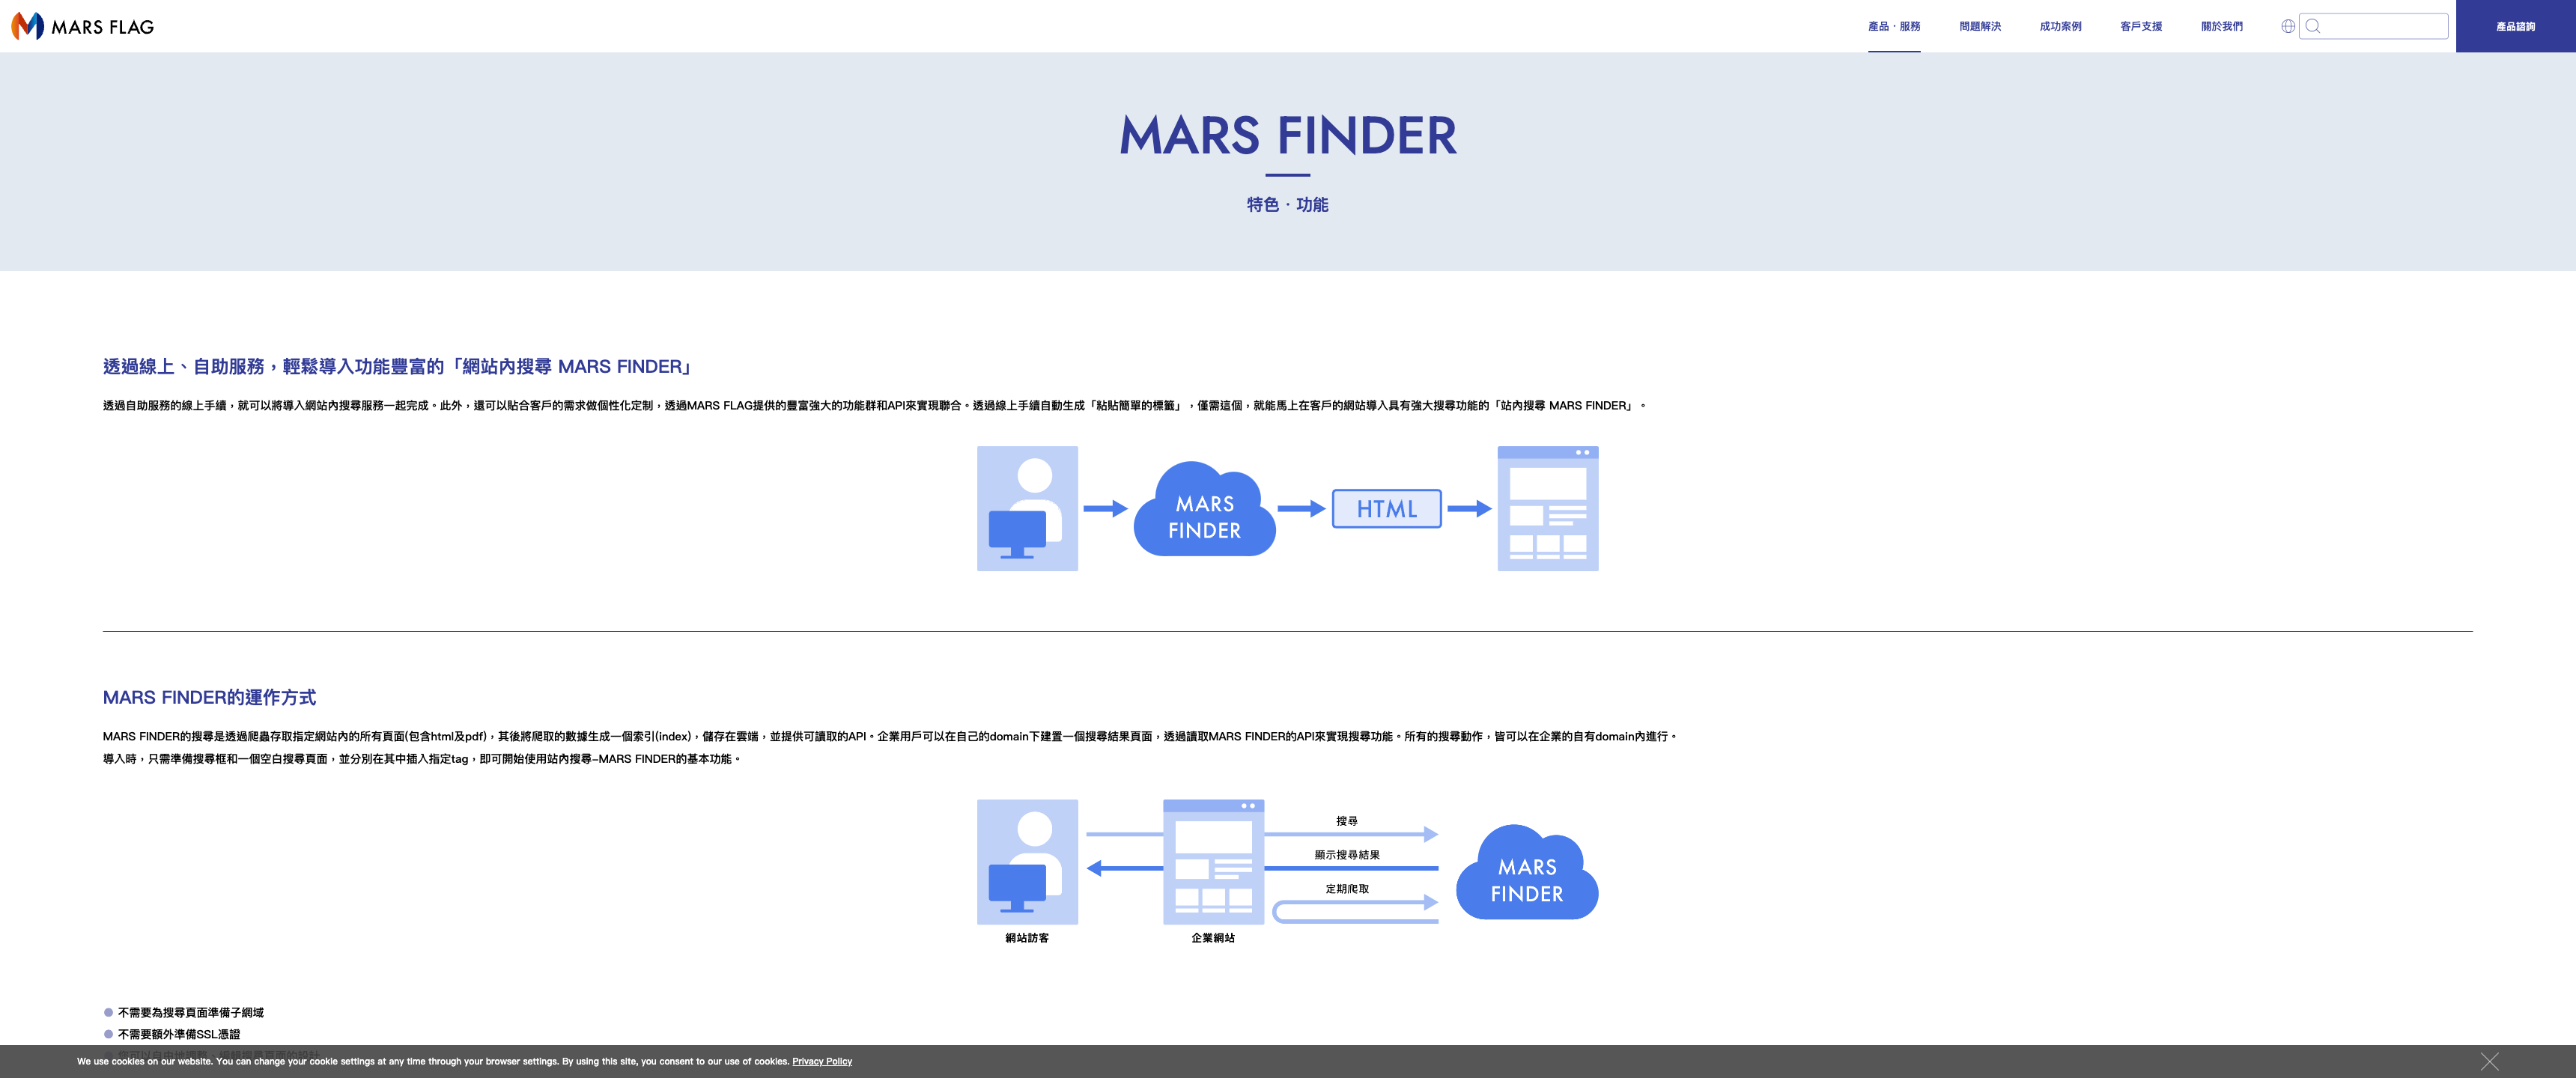 MARS FLAG
產品・服務
問題解決
成功案例
客戶支援
關於我們
產品諮詢
MARS FINDER
特色・功能
透過線上、自助服務，輕鬆導入功能豐富的「網站內搜尋 MARS FINDER」
透過自助服務的線上手續，就可以將導入網站內搜尋服務一起完成。此外，還可以貼合客戶的需求做個性化定制，透過MARS FLAG提供的豐富強大的功能群和API來實現聯合。透過線上手續自動生成「粘貼簡單的標籤」，僅需這個，就能馬上在客戶的網站導入具有強大搜尋功能的「站內搜尋 MARS FINDER」。
MARS
FINDER
HTML
MARS FINDER的運作方式
MARS FINDER的搜尋是透過爬蟲存取指定網站內的所有頁面(包含html及pdf)，其後將爬取的數據生成一個索引(index)，儲存在雲端，並提供可讀取的API。企業用戶可以在自己的domain下建置一個搜尋結果頁面，透過讀取MARS FINDER的API來實現搜尋功能。所有的搜尋動作，皆可以在企業的自有domain內進行。
導入時，只需準備搜尋框和一個空白搜尋頁面，並分別在其中插入指定tag，即可開始使用站內搜尋–MARS FINDER的基本功能。
搜尋
顯示搜尋結果
定期爬取
MARS
FINDER
網站訪客
企業網站
不需要為搜尋頁面準備子網域
不需要額外準備SSL憑證
We use cookies on our website. You can change your cookie settings at any time through your browser settings. By using this site, you consent to our use of cookies. Privacy Policy